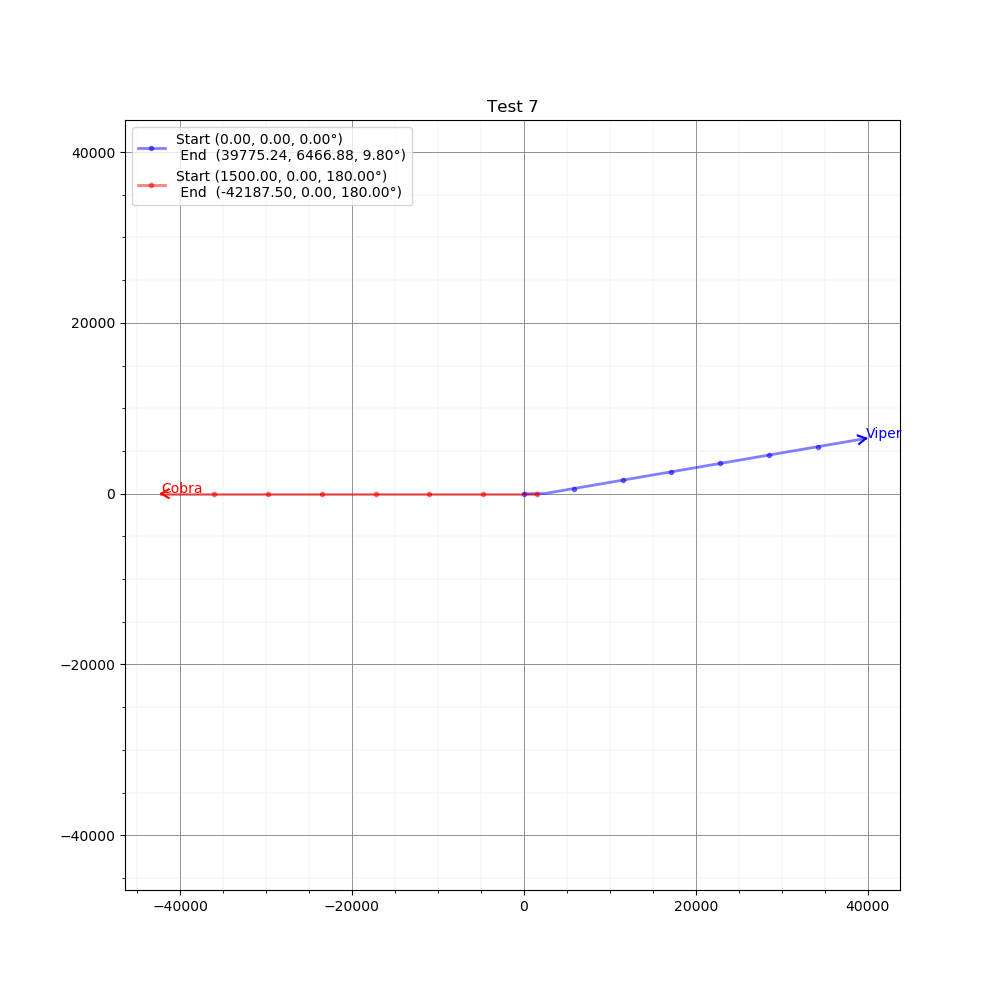 Test 7
Start (0.00, 0.00, 0.00°)
End (39775.24, 6466.88, 9.80°)
Start (1500.00, 0.00, 180.00°)
End (-42187.50, 0.00, 180.00°)
40000
20000
0
−20000
−40000
Viper
Cobra
−40000 −20000 0 20000 40000